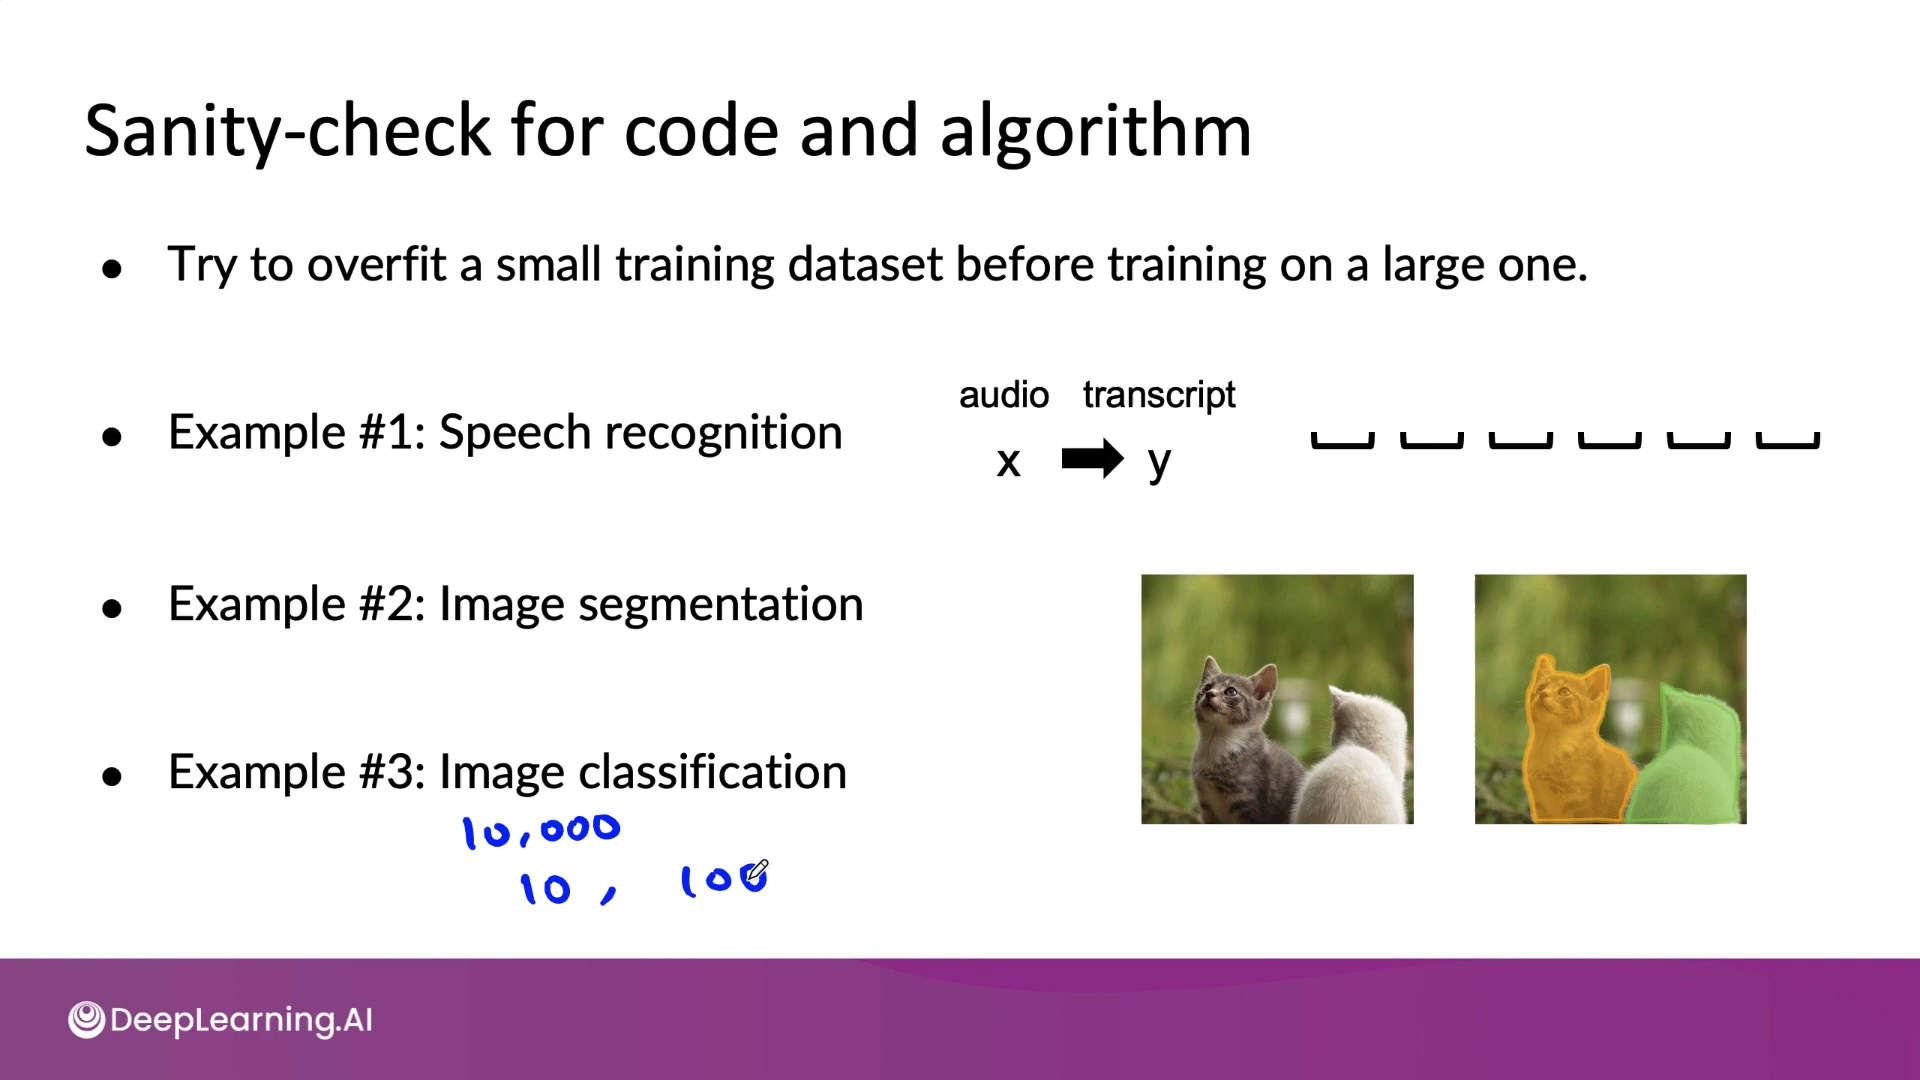 Sanity-check for code and algorithm
• Try to overfit a small training dataset before training on a large one.
audio transcript
• Example #1: Speech recognition
x y
• Example #2: Image segmentation
• Example #3: Image classification
10,000
10, 100
DeepLearning.AI